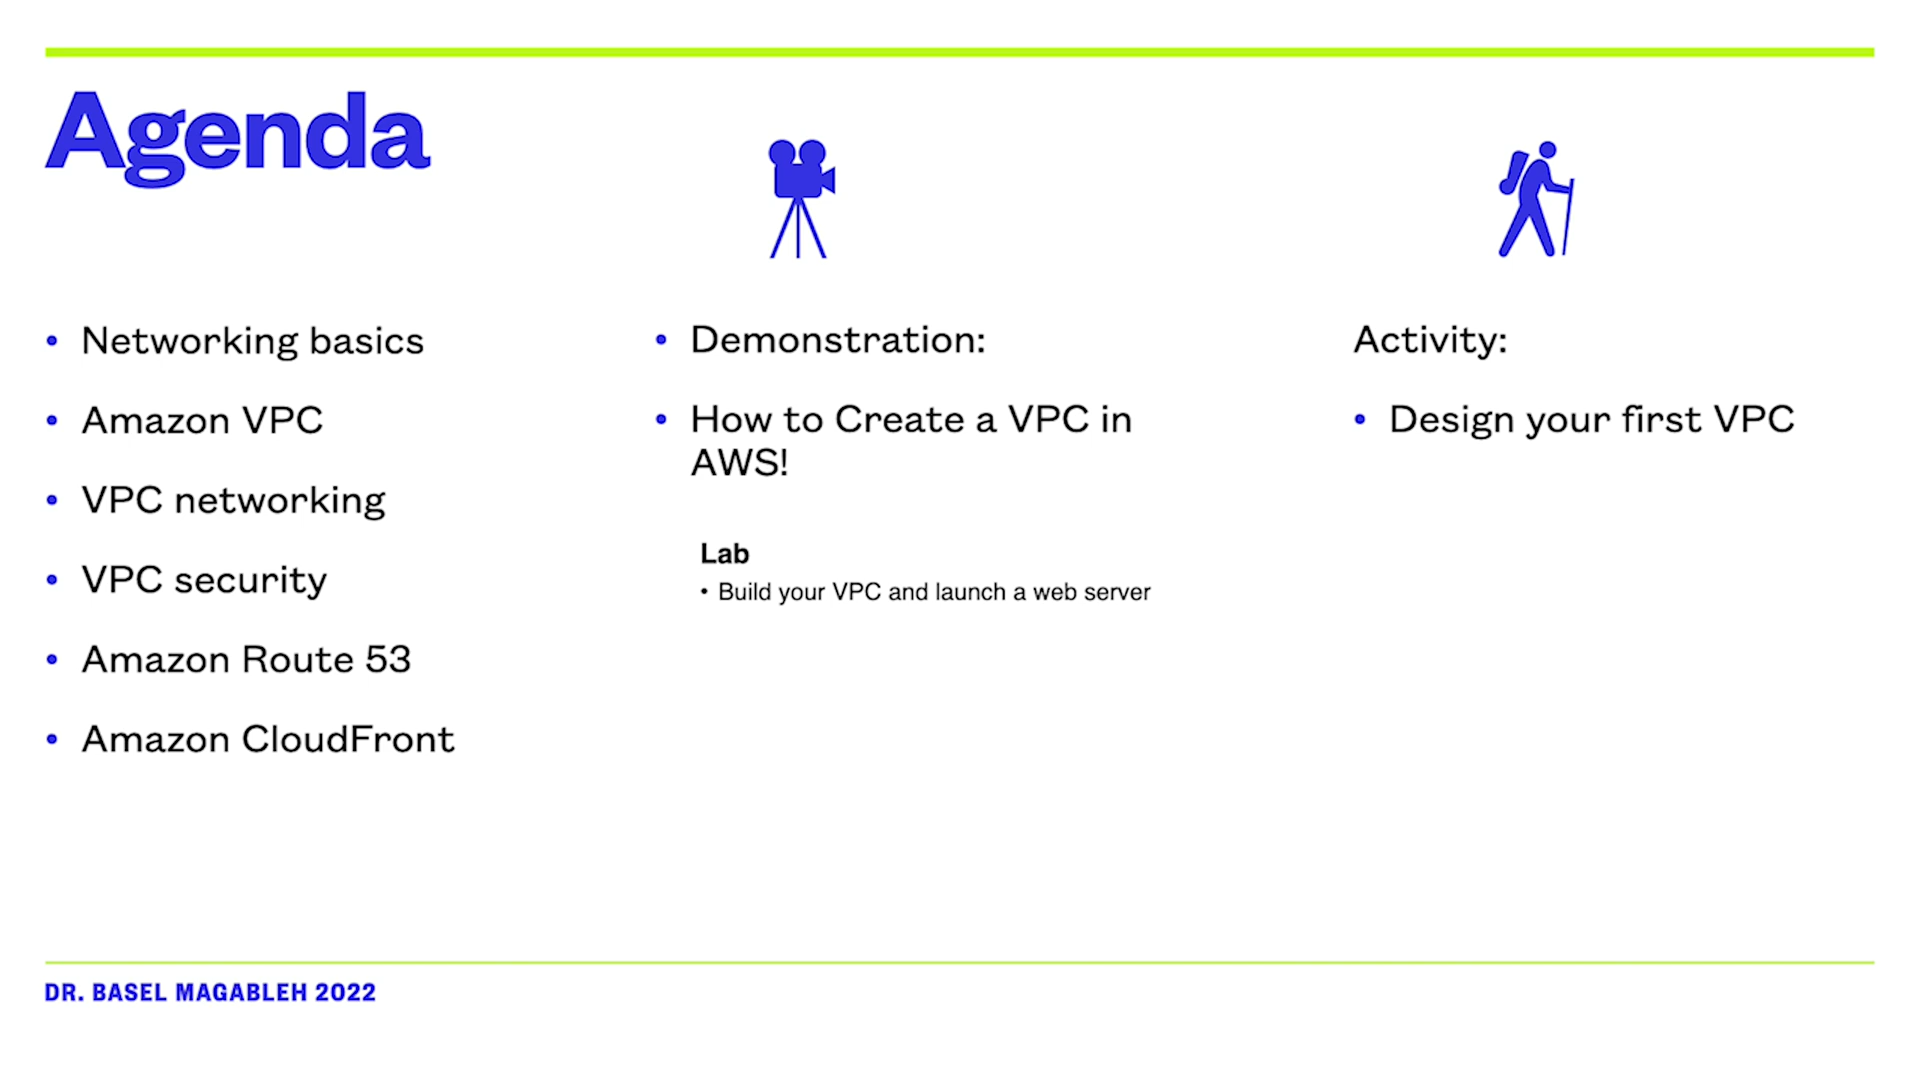 Agenda
• Networking basics
• Amazon VPC
• VPC networking
• VPC security
• Amazon Route 53
• Amazon CloudFront
• Demonstration:
• How to Create a VPC in
AWS!
Lab
• Build your VPC and launch a web server
Activity:
• Design your first VPC
DR. BASEL MAGABLEH 2022